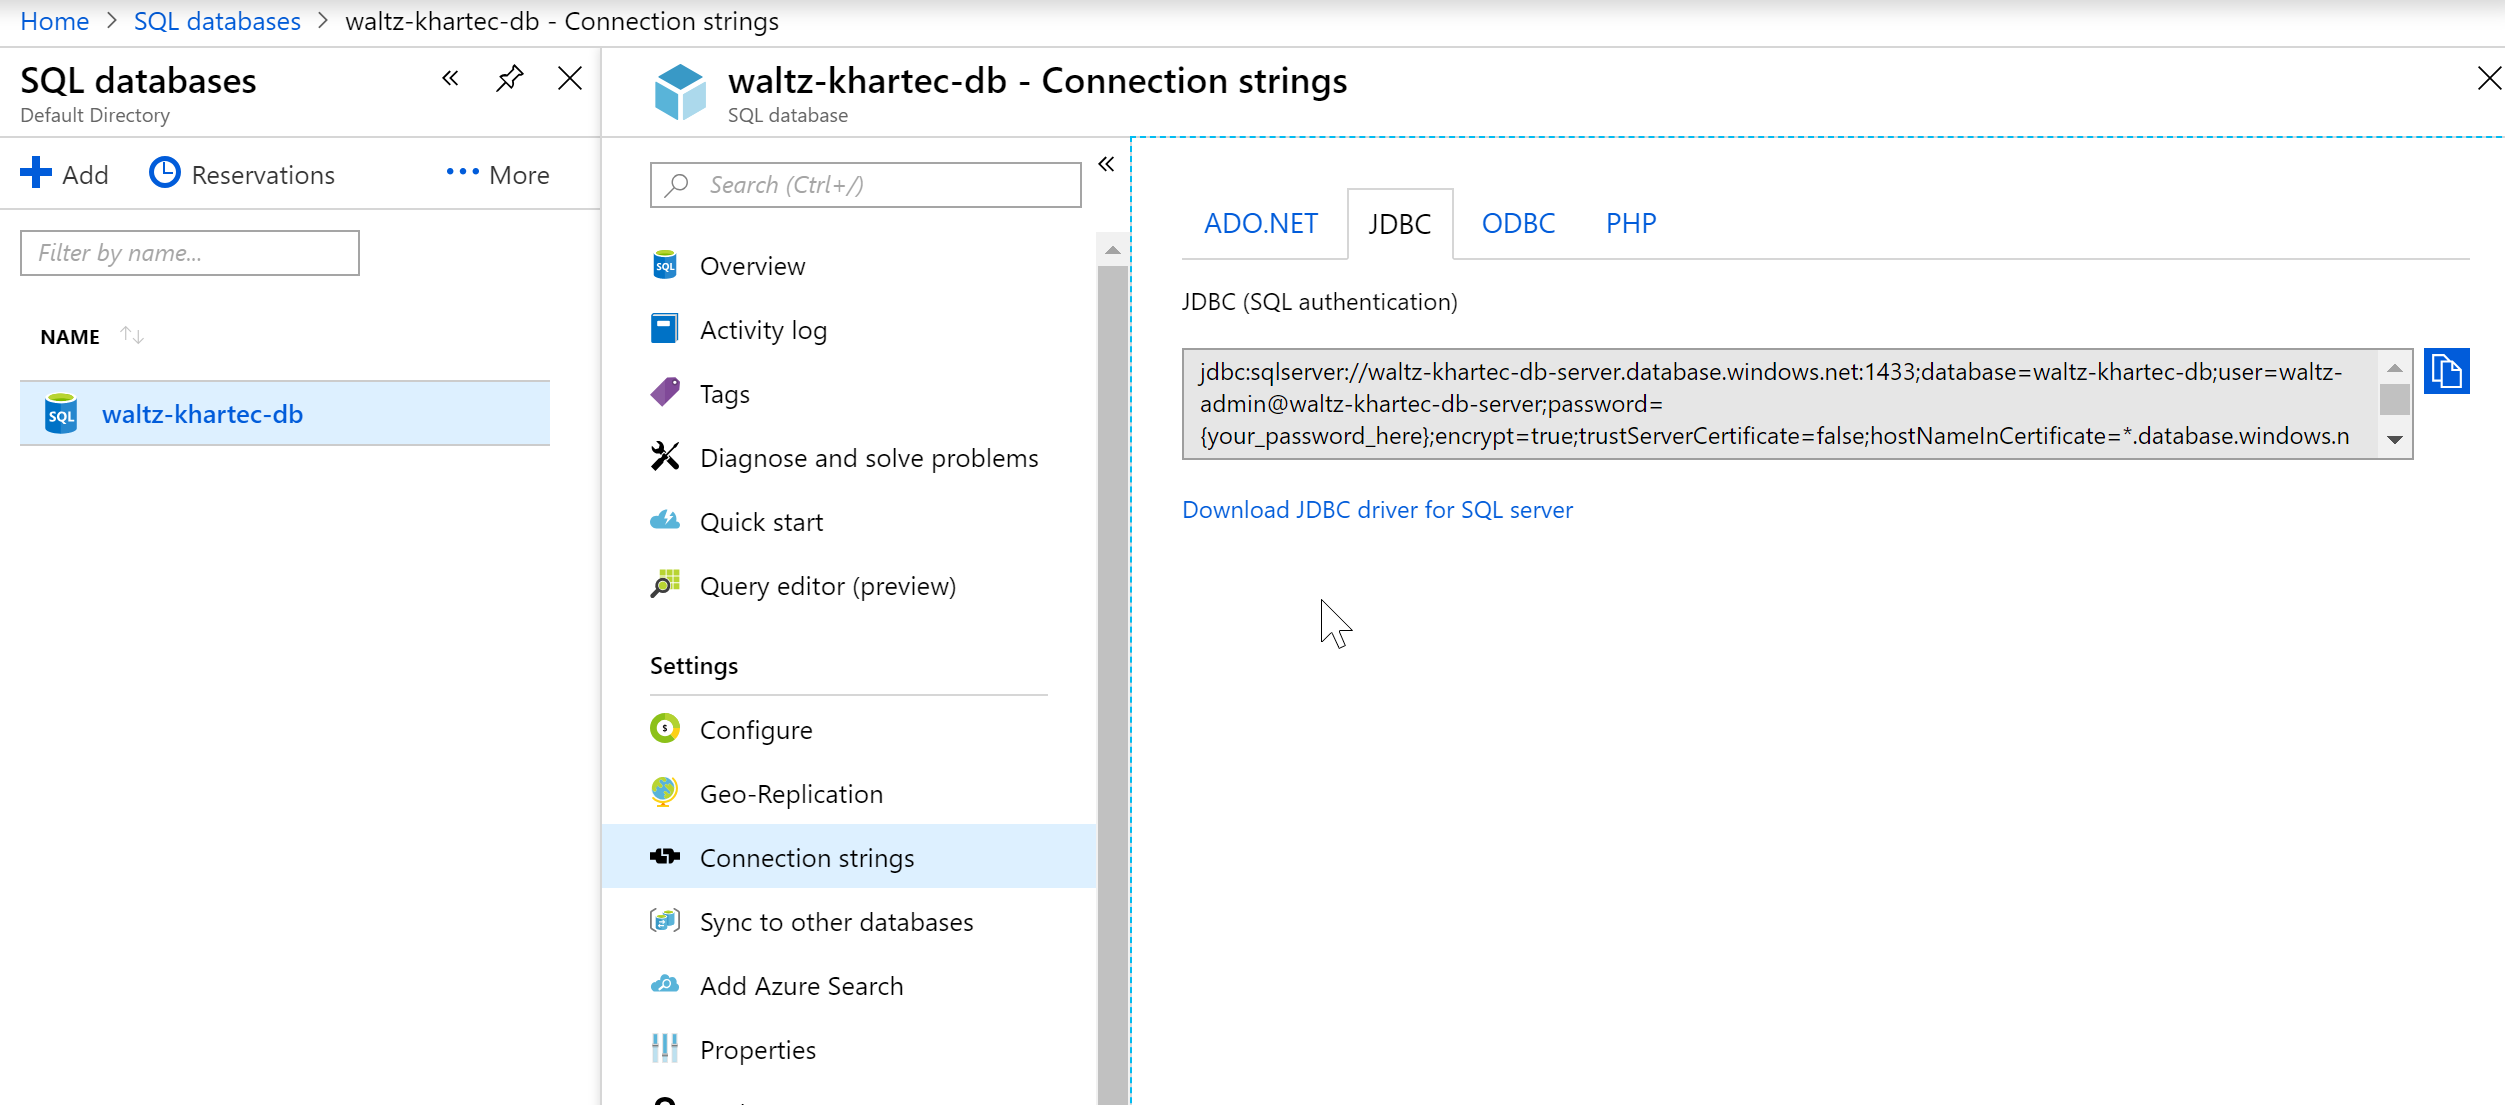 Home > SQL databases > waltz-khartec-db - Connection strings
SQL databases
Default Directory
Add
Reservations
More
Filter by name...
NAME
SQL
waltz-khartec-db
waltz-khartec-db - Connection strings
SQL database
Search (Ctrl+/)
SQL
Overview
Activity log
Tags
Diagnose and solve problems
Quick start
Query editor (preview)
Settings
$
Configure
Geo-Replication
Connection strings
Sync to other databases
Add Azure Search
Properties
ADO.NET
JDBC
ODBC
PHP
JDBC (SQL authentication)
jdbc:sqlserver://waltz-khartec-db-server.database.windows.net:1433;database=waltz-khartec-db;user=waltz-
admin@waltz-khartec-db-server;password=
{your_password_here};encrypt=true;trustServerCertificate=false;hostNameInCertificate=*.database.windows.n
Download JDBC driver for SQL server